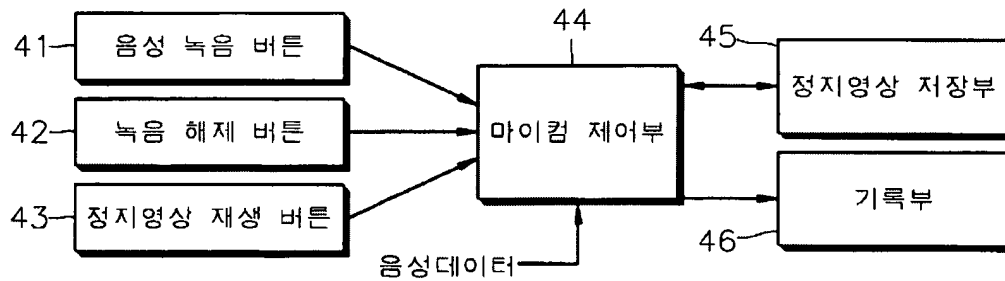 41
음성 녹음 버튼
42
녹음 해제 버튼
43
정지영상 재생 버튼
44
마이컴 제어부
음성데이터
45
정지영상 저장부
기록부
46